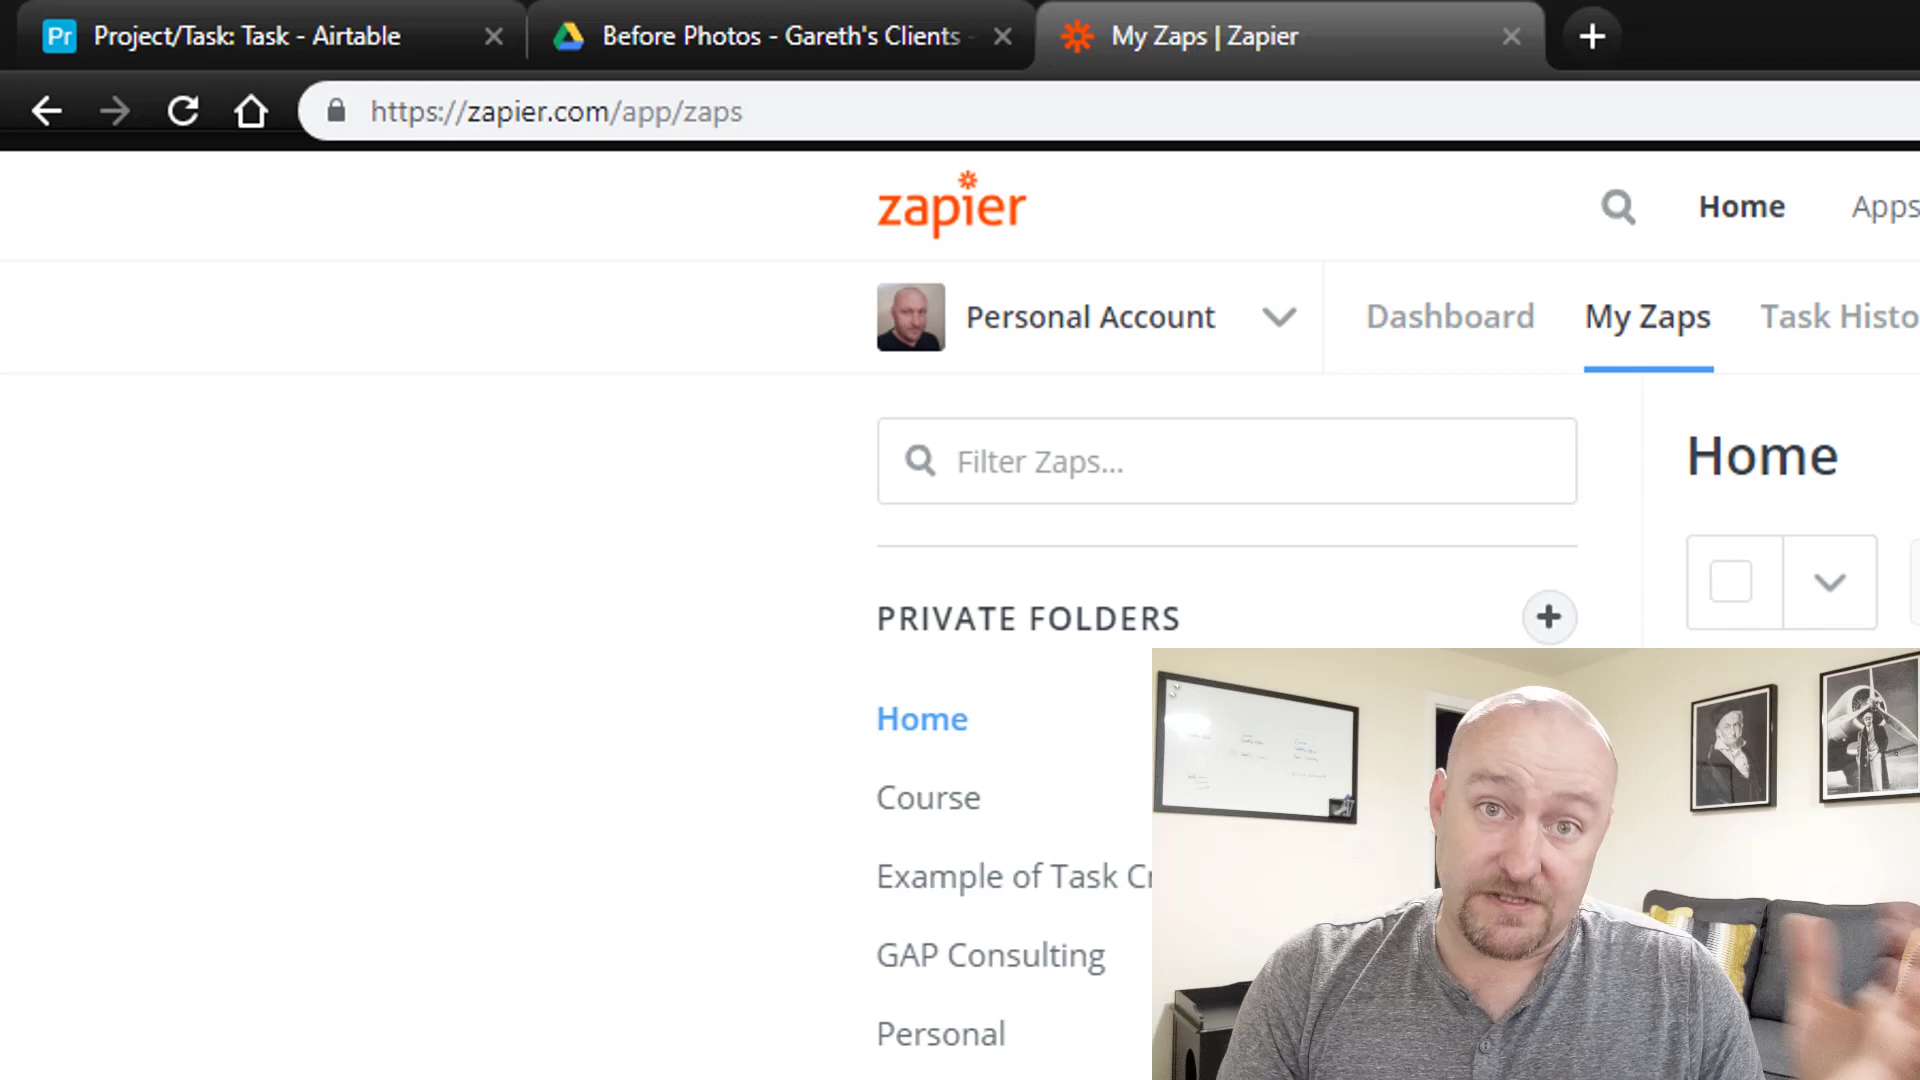 Pr Project/Task: Task - Airtable
Before Photos - Gareth's Clients -
My Zaps | Zapier
https://zapier.com/app/zaps
zapier
Home
Apps
Personal Account
Dashboard
My Zaps
Task Histo
Filter Zaps...
Home
PRIVATE FOLDERS
Home
Course
Example of Task Cr
GAP Consulting
Personal